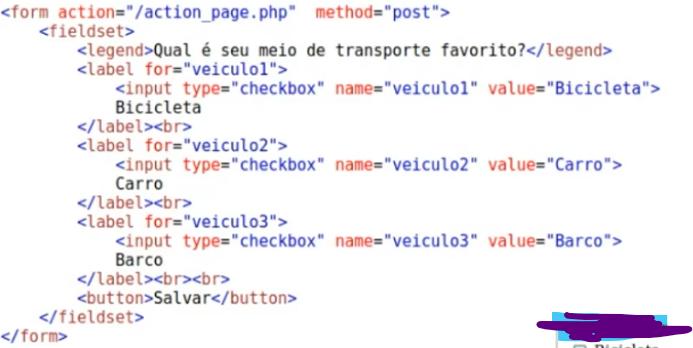 <form action="/action_page.php"  method="post">
    <fieldset>
        <legend>Qual é seu meio de transporte favorito?</legend>
        <label for="veiculo1">
            <input type="checkbox" name="veiculo1" value="Bicicleta">
            Bicicleta
        </label><br>
        <label for="veiculo2">
            <input type="checkbox" name="veiculo2" value="Carro">
            Carro
        </label><br>
        <label for="veiculo3">
            <input type="checkbox" name="veiculo3" value="Barco">
            Barco
        </label><br><br>
        <button>Salvar</button>
    </fieldset>
</form>